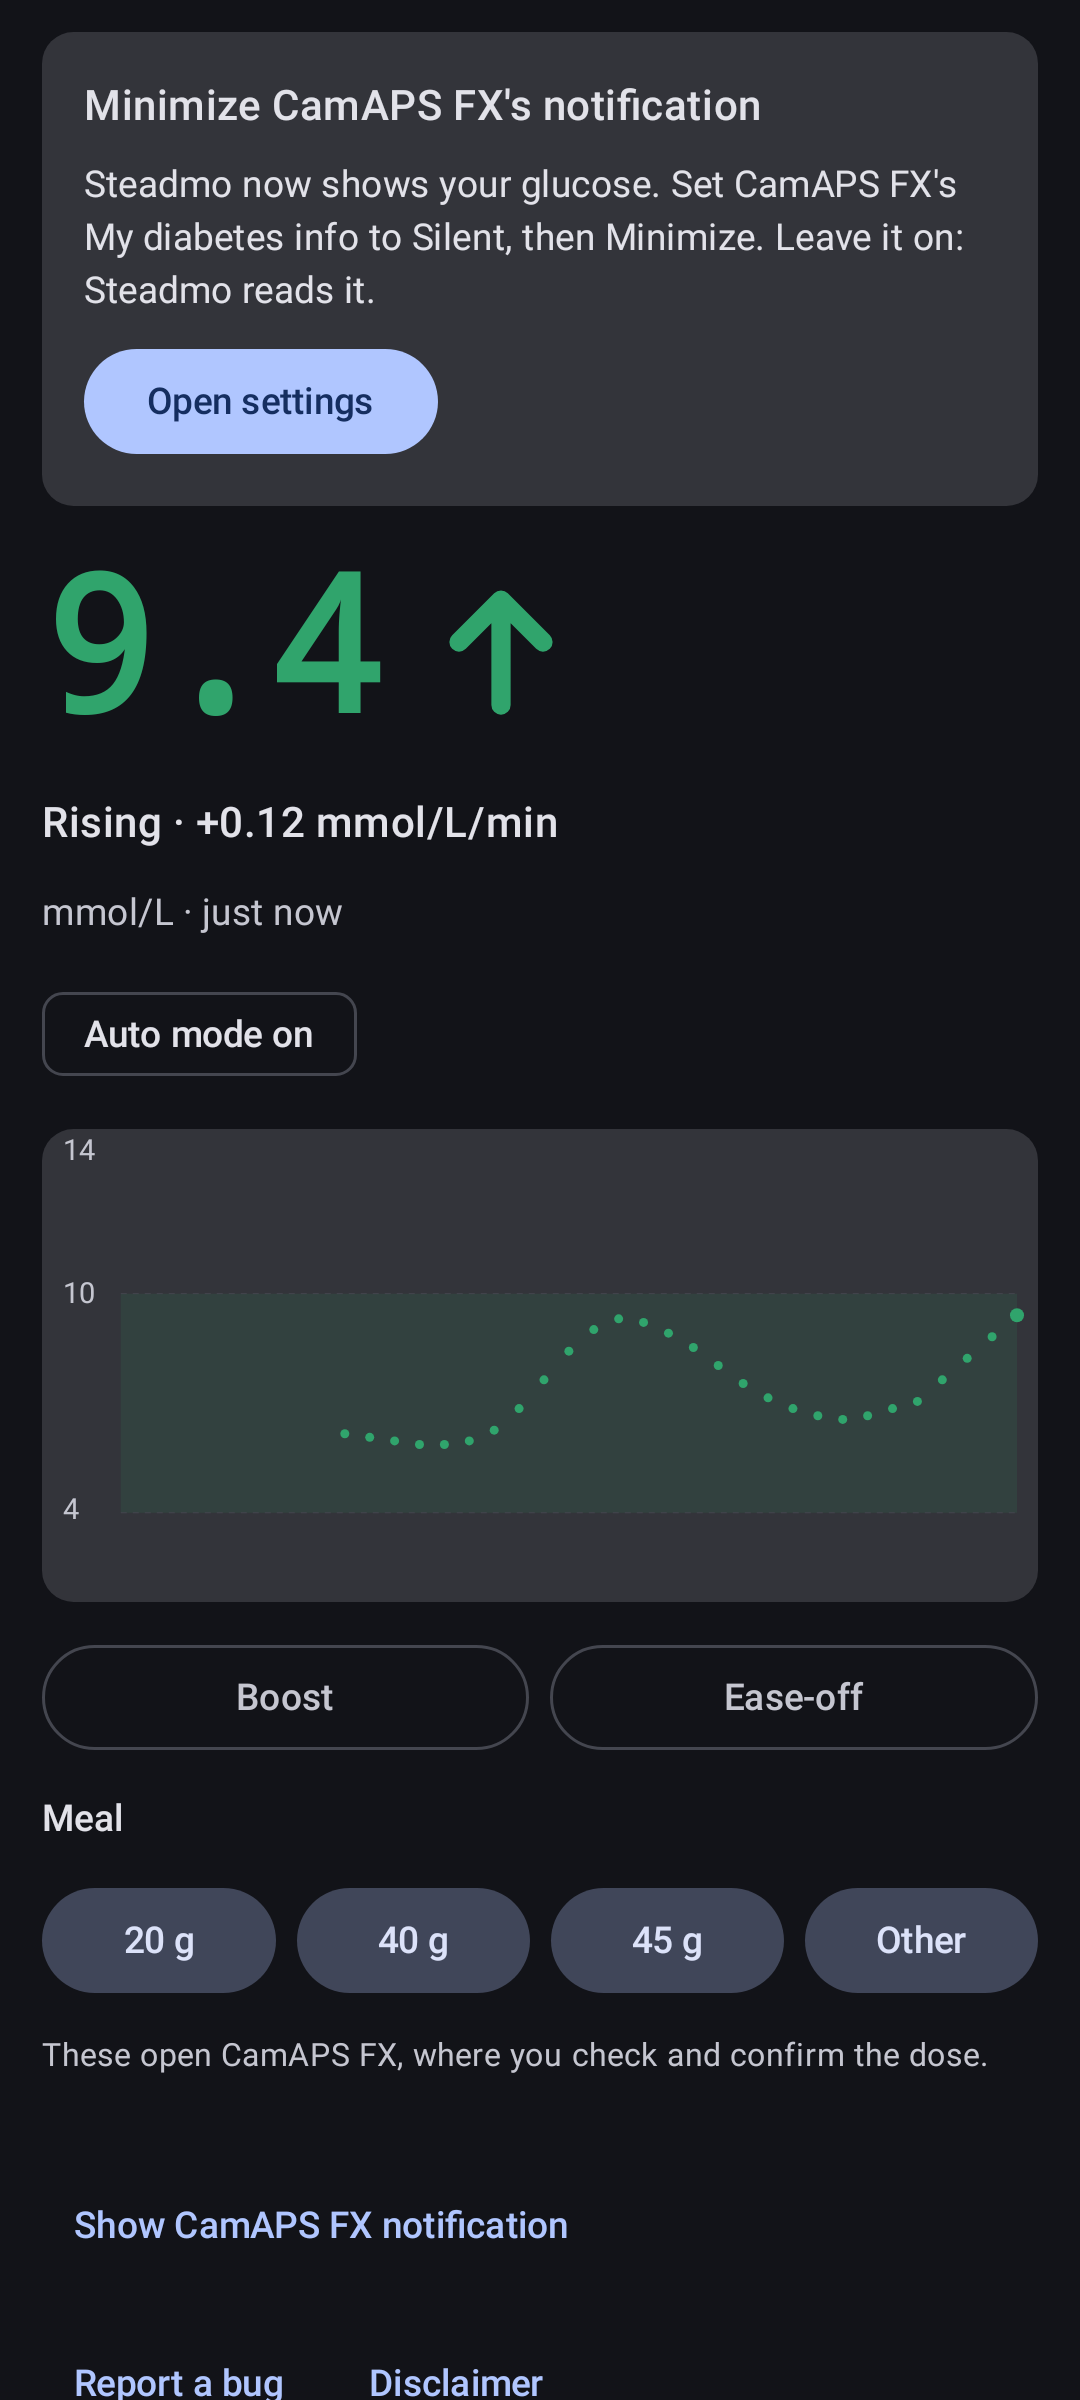 Minimize CamAPS FX's notification
Steadmo now shows your glucose. Set CamAPS FX's
My diabetes info to Silent, then Minimize. Leave it on:
Steadmo reads it.
Open settings
9.4
Rising · +0.12 mmol/L/min
mmol/L · just now
Auto mode on
14
10
4
Boost Ease-off
Meal
20 g 40 g 45 g Other
These open CamAPS FX, where you check and confirm the dose.
Show CamAPS FX notification
Report a bug Disclaimer